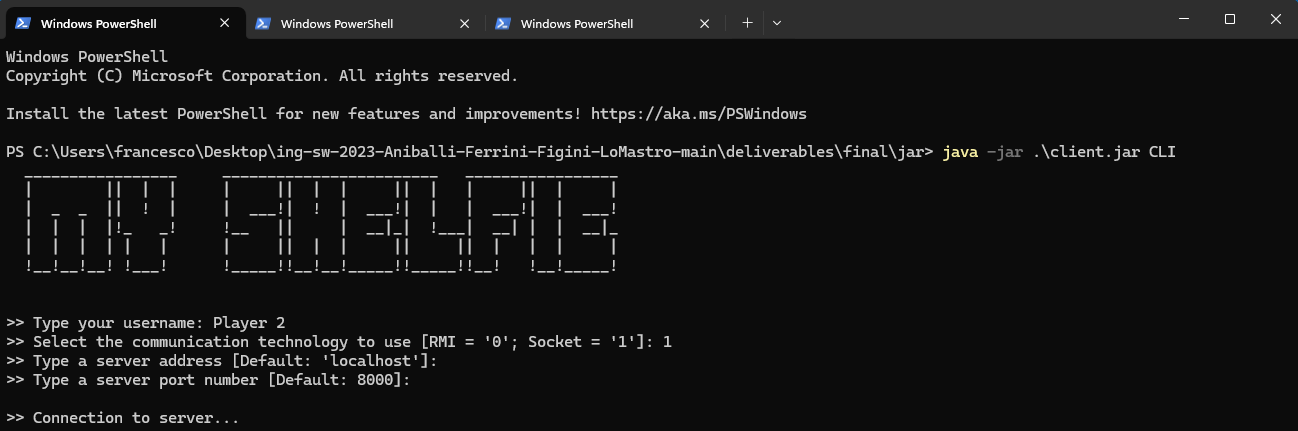 Windows PowerShell
Windows PowerShell
Windows PowerShell
Windows PowerShell
Copyright (C) Microsoft Corporation. All rights reserved.
Install the latest PowerShell for new features and improvements! https://aka.ms/PSWindows
PS C:\Users\francesco\Desktop\ing-sw-2023-Aniballi-Ferrini-Figini-LoMastro-main\deliverables\final\jar> java -jar .\client.jar CLI
MY SHELFIE
>> Type your username: Player 2
>> Select the communication technology to use [RMI = '0'; Socket = '1']: 1
>> Type a server address [Default: 'localhost']:
>> Type a server port number [Default: 8000]:
>> Connection to server...